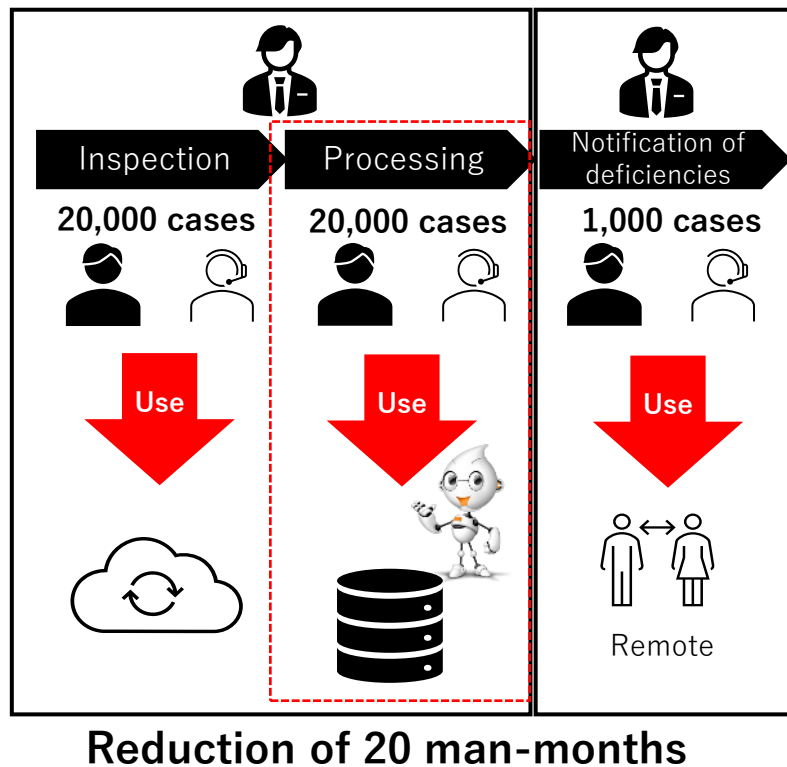 Inspection
Processing
Notification of
deficiencies
20,000 cases
20,000 cases
1,000 cases
Use
Use
Use
Remote
Reduction of 20 man-months